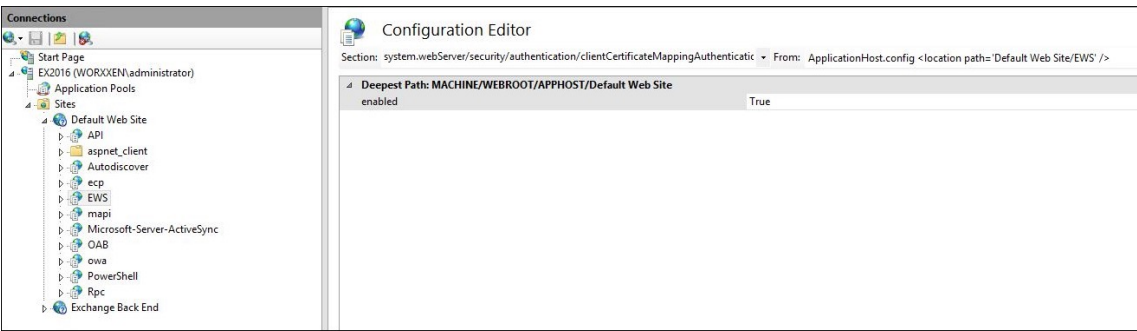 Connections
Start Page
EX2016 (WORXXEN\administrator)
Application Pools
Sites
Default Web Site
API
aspnet_client
Autodiscover
ecp
EWS
mapi
Microsoft-Server-ActiveSync
OAB
owa
PowerShell
Rpc
Exchange Back End
Configuration Editor
Section: system.webServer/security/authentication/clientCertificateMappingAuthenticatic From: ApplicationHost.config <location path='Default Web Site/EWS' />
Deepest Path: MACHINE/WEBROOT/APPHOST/Default Web Site
enabled True